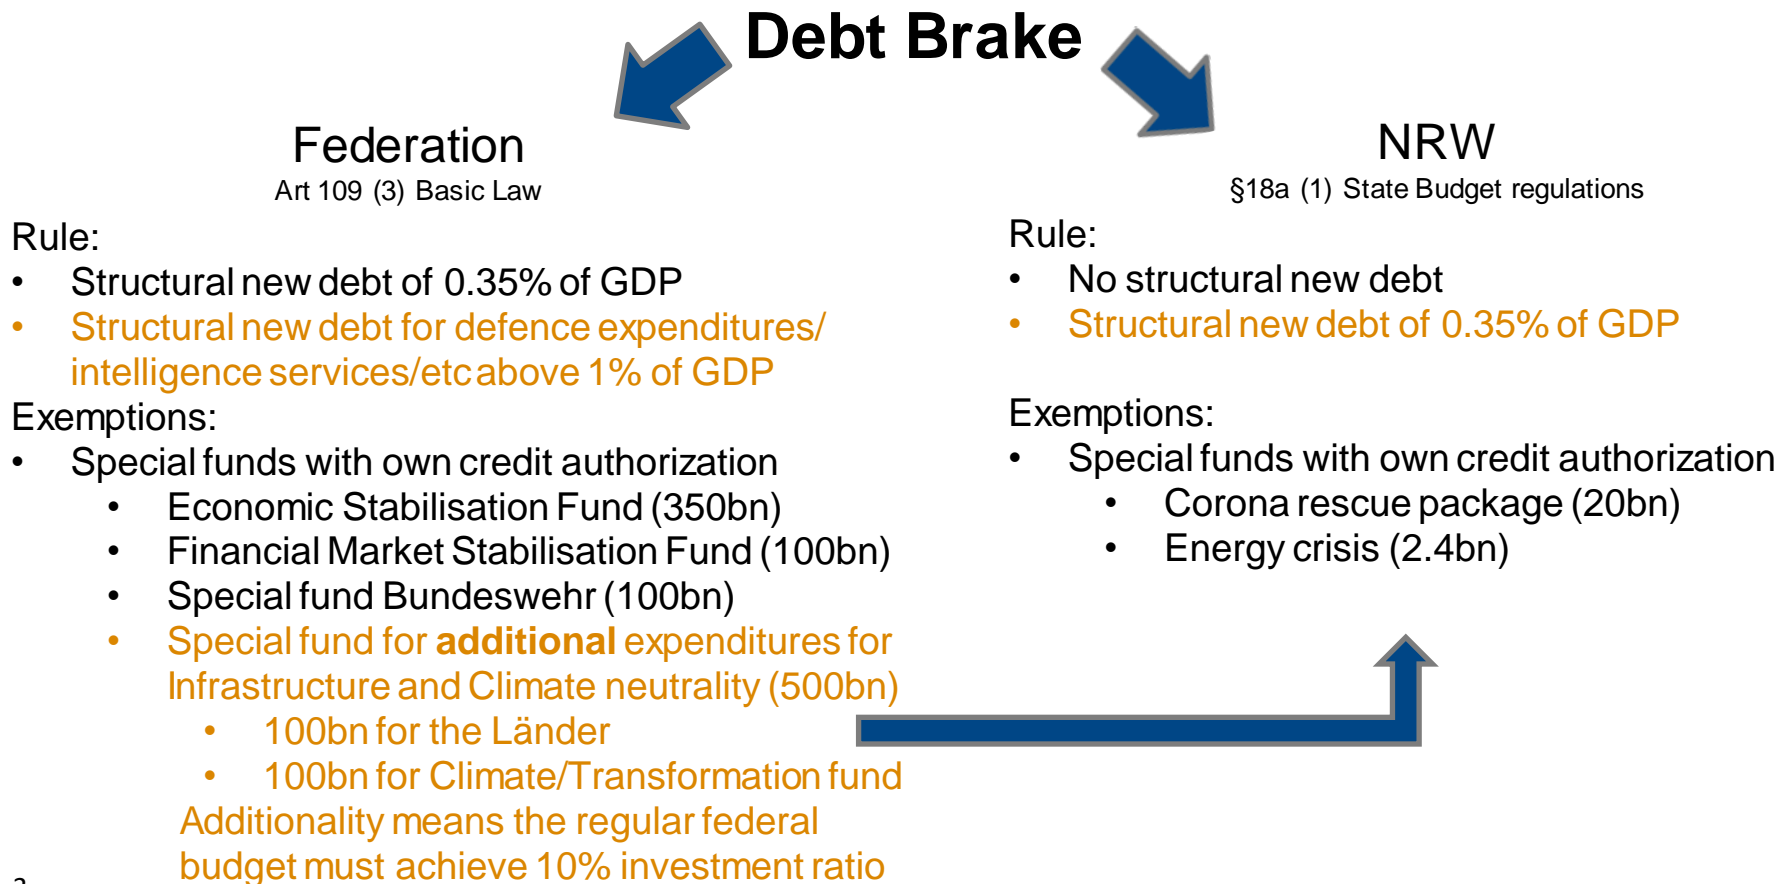 Debt Brake
Federation
Art 109 (3) Basic Law
Rule:
• Structural new debt of 0.35% of GDP
• Structural new debt for defence expenditures/
intelligence services/etc above 1% of GDP
Exemptions:
• Special funds with own credit authorization
• Economic Stabilisation Fund (350bn)
• Financial Market Stabilisation Fund (100bn)
• Special fund Bundeswehr (100bn)
• Special fund for additional expenditures for
Infrastructure and Climate neutrality (500bn)
• 100bn for the Länder
• 100bn for Climate/Transformation fund
Additionality means the regular federal
budget must achieve 10% investment ratio
NRW
§18a (1) State Budget regulations
Rule:
• No structural new debt
• Structural new debt of 0.35% of GDP
Exemptions:
• Special funds with own credit authorization
• Corona rescue package (20bn)
• Energy crisis (2.4bn)